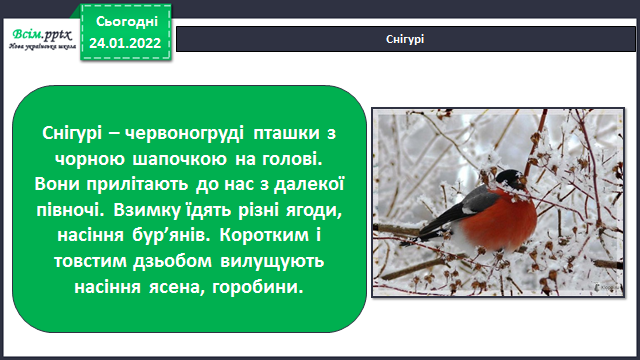 Всім.pptx
Нова українська школа
Сьогодні
24.01.2022
Снігурі
Снігурі – червоногруді пташки з
чорною шапочкою на голові.
Вони прилітають до нас з далекої
півночі. Взимку їдять різні ягоди,
насіння бур’янів. Коротким і
товстим дзьобом вилущують
насіння ясена, горобини.